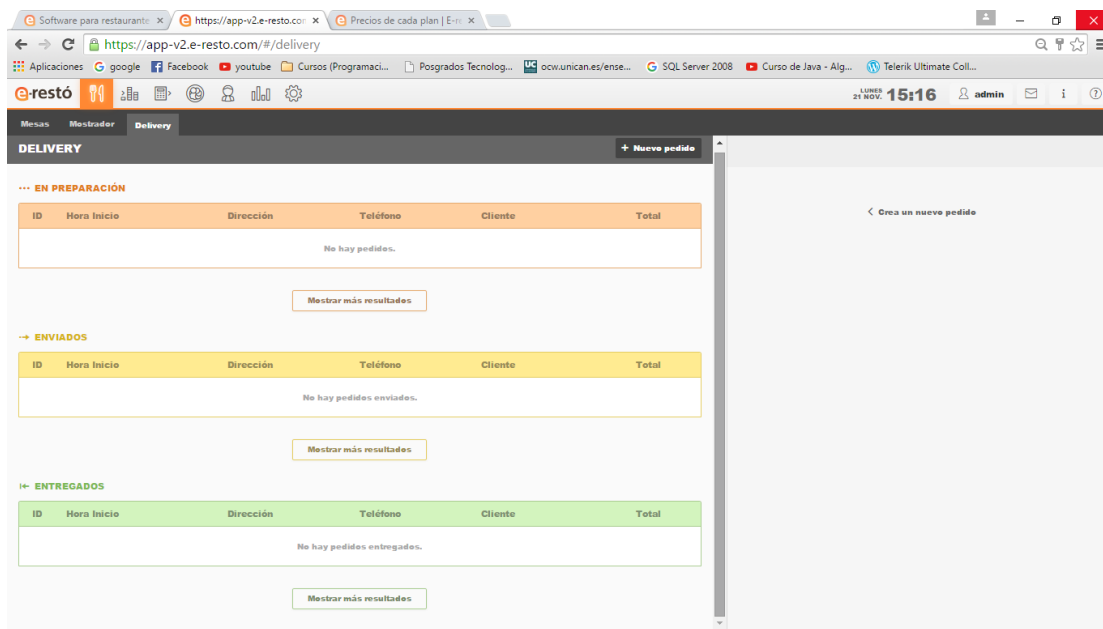 Software para restaurante
https://app-v2.e-resto.con
Precios de cada plan | E-re
https://app-v2.e-resto.com/#/delivery
Aplicaciones google Facebook youtube Cursos (Programaci... Posgrados Tecnolog... UC ocw.unican.es/ense... SQL Server 2008 Curso de Java - Alg... Telerik Ultimate Coll...
e·restó LUNES 21 NOV. 15:16 admin i ?
Mesas Mostrador Delivery
DELIVERY + Nuevo pedido
··· EN PREPARACIÓN
ID Hora Inicio Dirección Teléfono Cliente Total
No hay pedidos.
Mostrar más resultados
Crea un nuevo pedido
ENVIADOS
ID Hora Inicio Dirección Teléfono Cliente Total
No hay pedidos enviados.
Mostrar más resultados
ENTREGADOS
ID Hora Inicio Dirección Teléfono Cliente Total
No hay pedidos entregados.
Mostrar más resultados